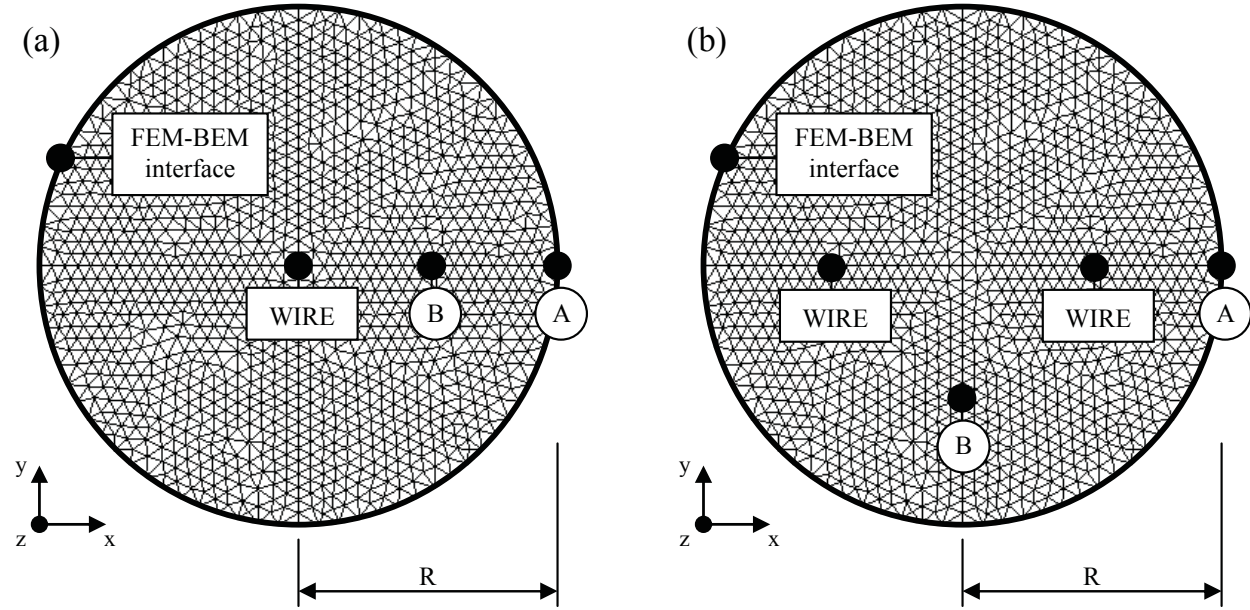 (a)
FEM-BEM
interface
WIRE
B
A
y
z
x
R
(b)
FEM-BEM
interface
WIRE
WIRE
A
B
y
z
x
R